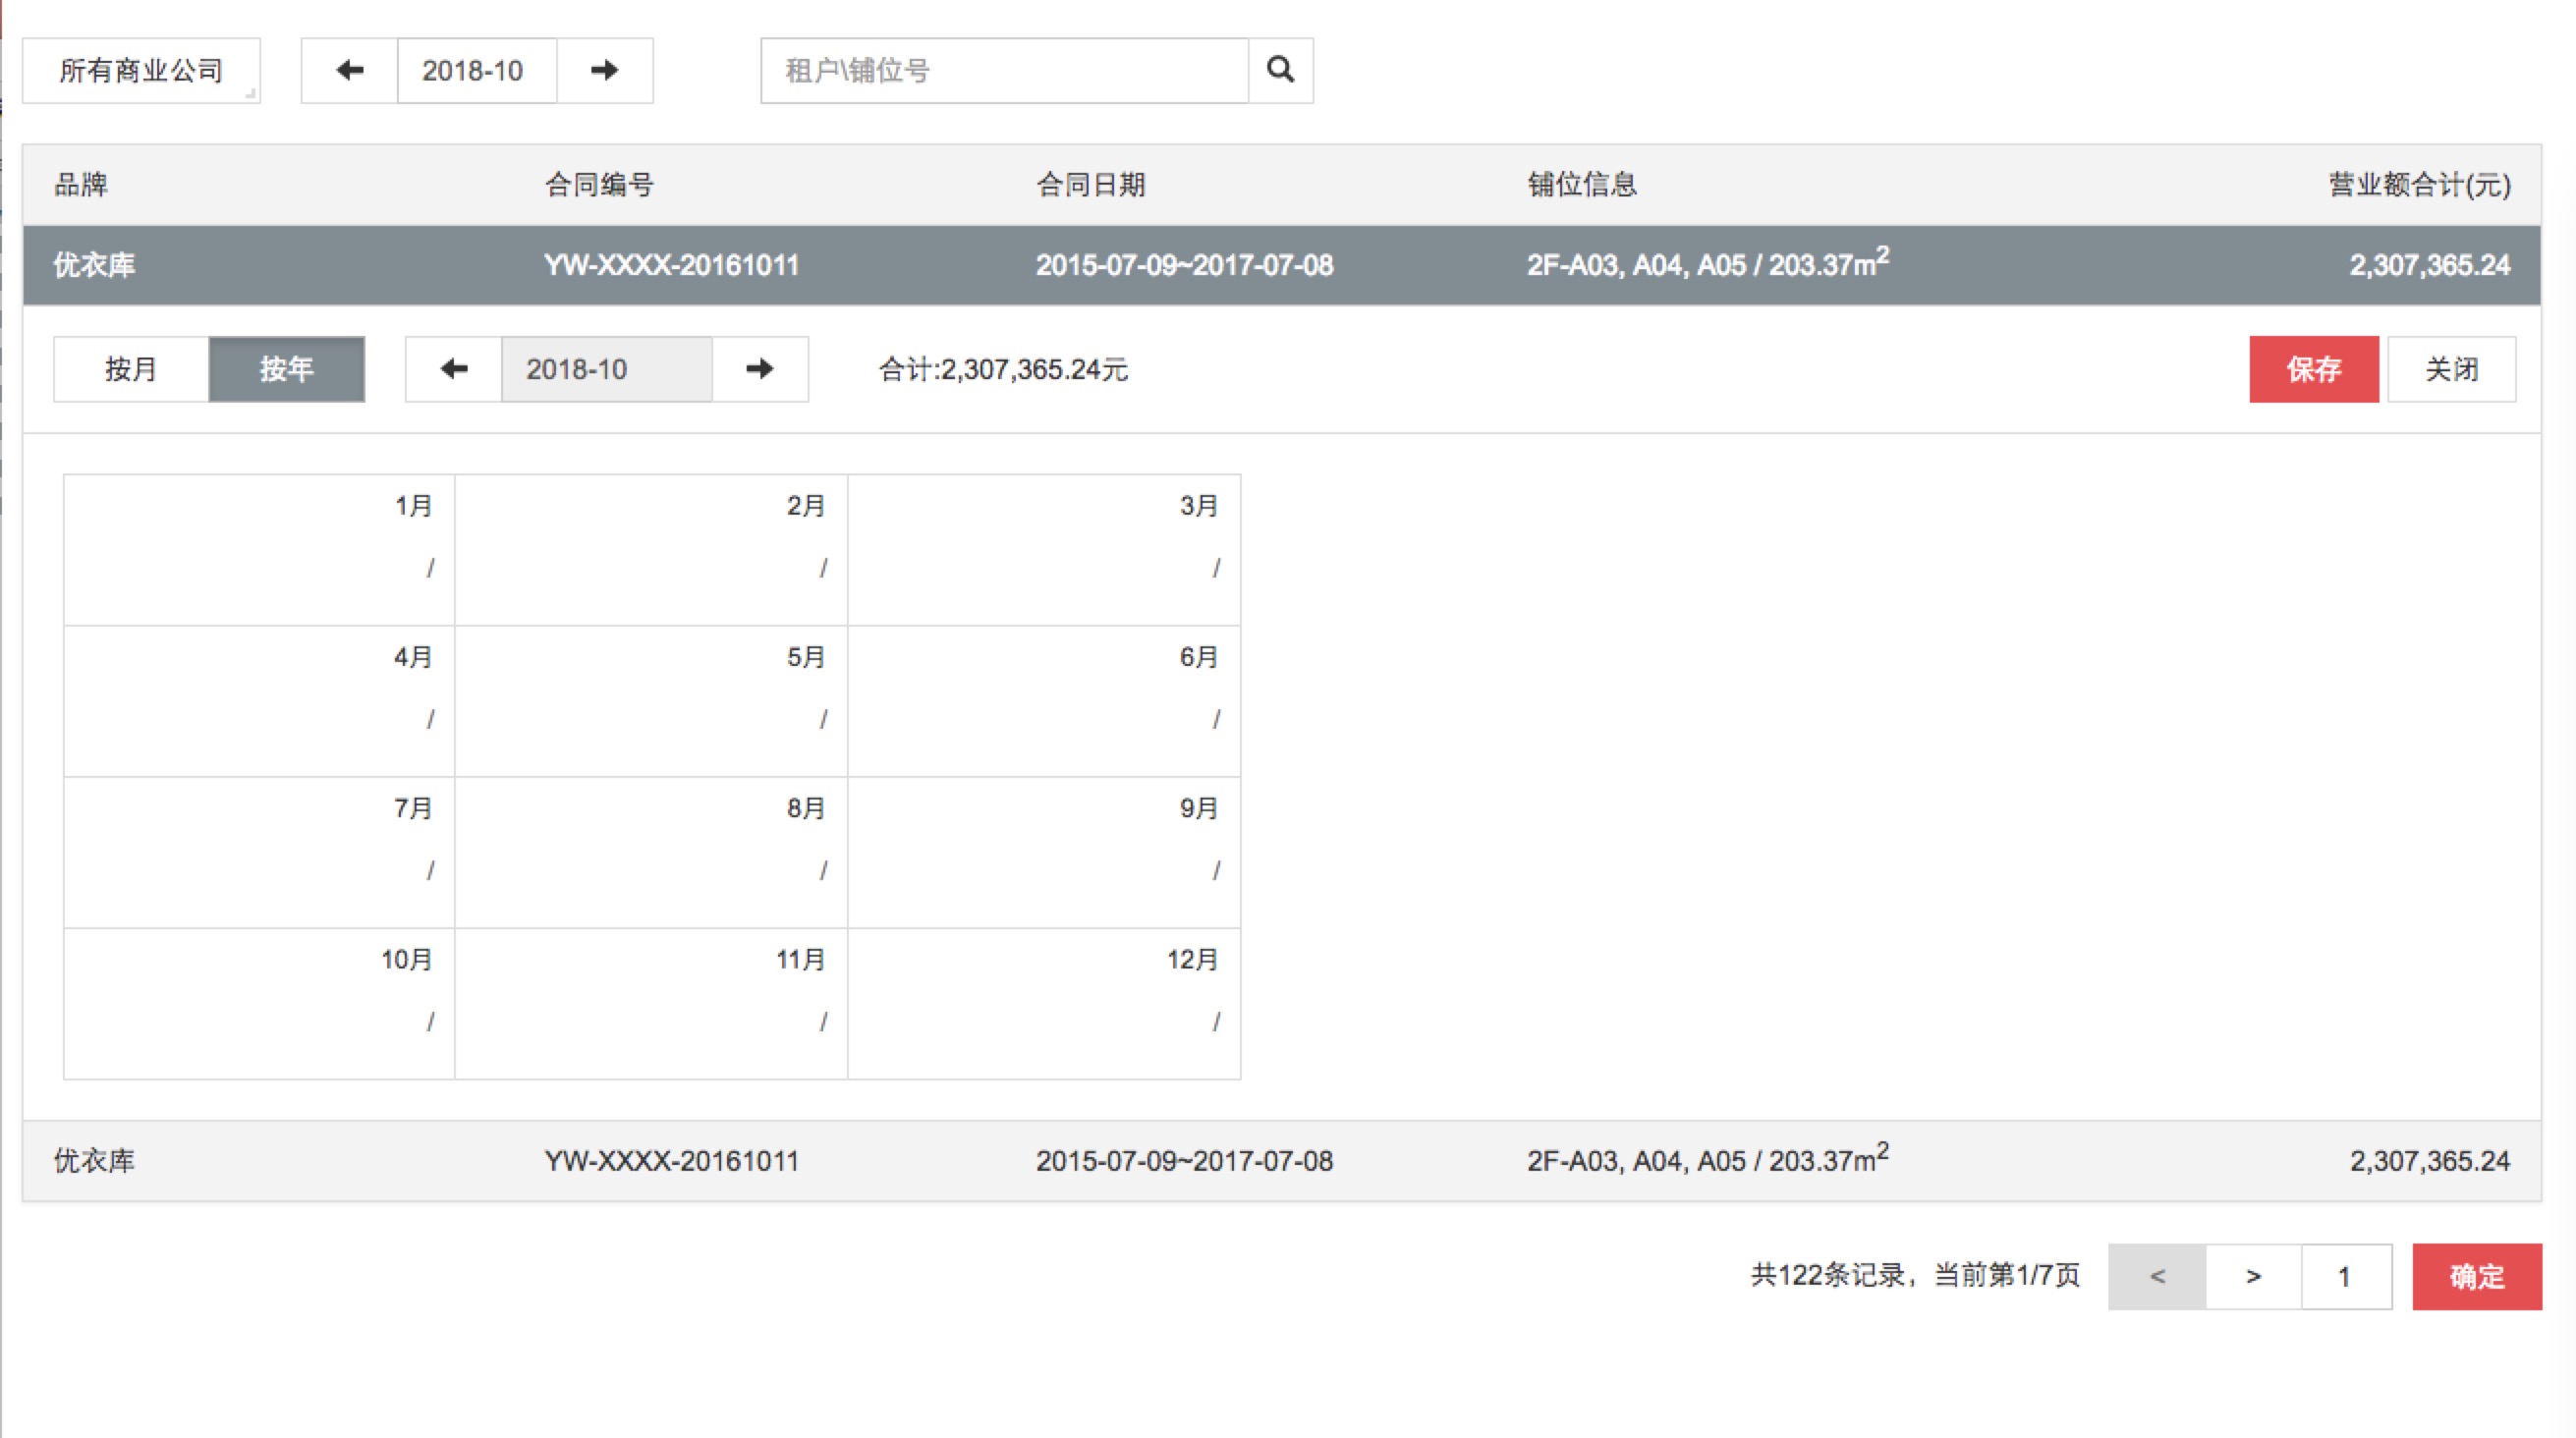 所有商业公司 2018-10 租户\铺位号
品牌 合同编号 合同日期 铺位信息 营业额合计(元)
优衣库 YW-XXXX-20161011 2015-07-09~2017-07-08 2F-A03, A04, A05 / 203.37m² 2,307,365.24
按月 按年 2018-10 合计:2,307,365.24元 保存 关闭
1月 2月 3月
/ / /
4月 5月 6月
/ / /
7月 8月 9月
/ / /
10月 11月 12月
/ / /
优衣库 YW-XXXX-20161011 2015-07-09~2017-07-08 2F-A03, A04, A05 / 203.37m² 2,307,365.24
共122条记录，当前第1/7页 < > 1 确定